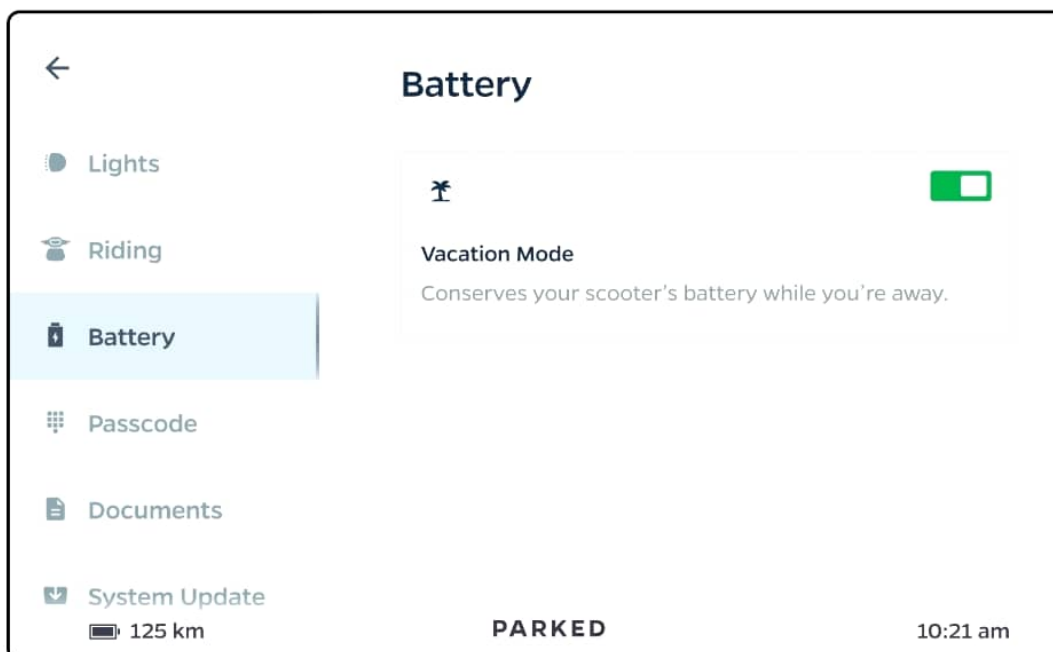 Battery
Lights
Riding
Battery
Passcode
Documents
System Update
Vacation Mode
Conserves your scooter's battery while you're away.
125 km
PARKED
10:21 am